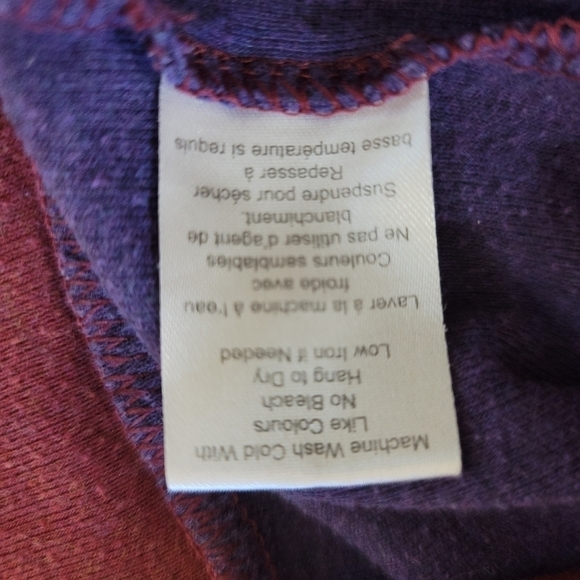 Machine Wash Cold With
Like Colours
No Bleach
Hang to Dry
Low Iron if Needed
Laver à la machine à l'eau
froide avec
Couleurs semblables
Ne pas utiliser d'agent de
blanchiment.
Suspendre pour sécher
Repasser à
basse température si requis